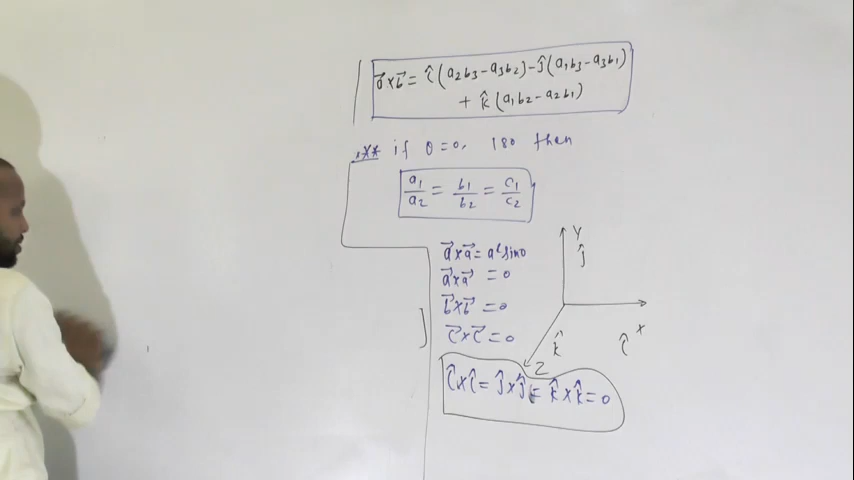 a⃗×b⃗ = î(a₂b₃-a₃b₂)-ĵ(a₁b₃-a₃b₁)
+ k̂(a₁b₂-a₂b₁)
** if θ=0, 180 then
a₁/a₂ = b₁/b₂ = c₁/c₂
a⃗×a⃗ = a² sin0
a⃗×a⃗ = 0
b⃗×b⃗ = 0
c⃗×c⃗ = 0
Y
ĵ
k̂
î
X
Z
î×î = ĵ×ĵ = k̂×k̂ = 0